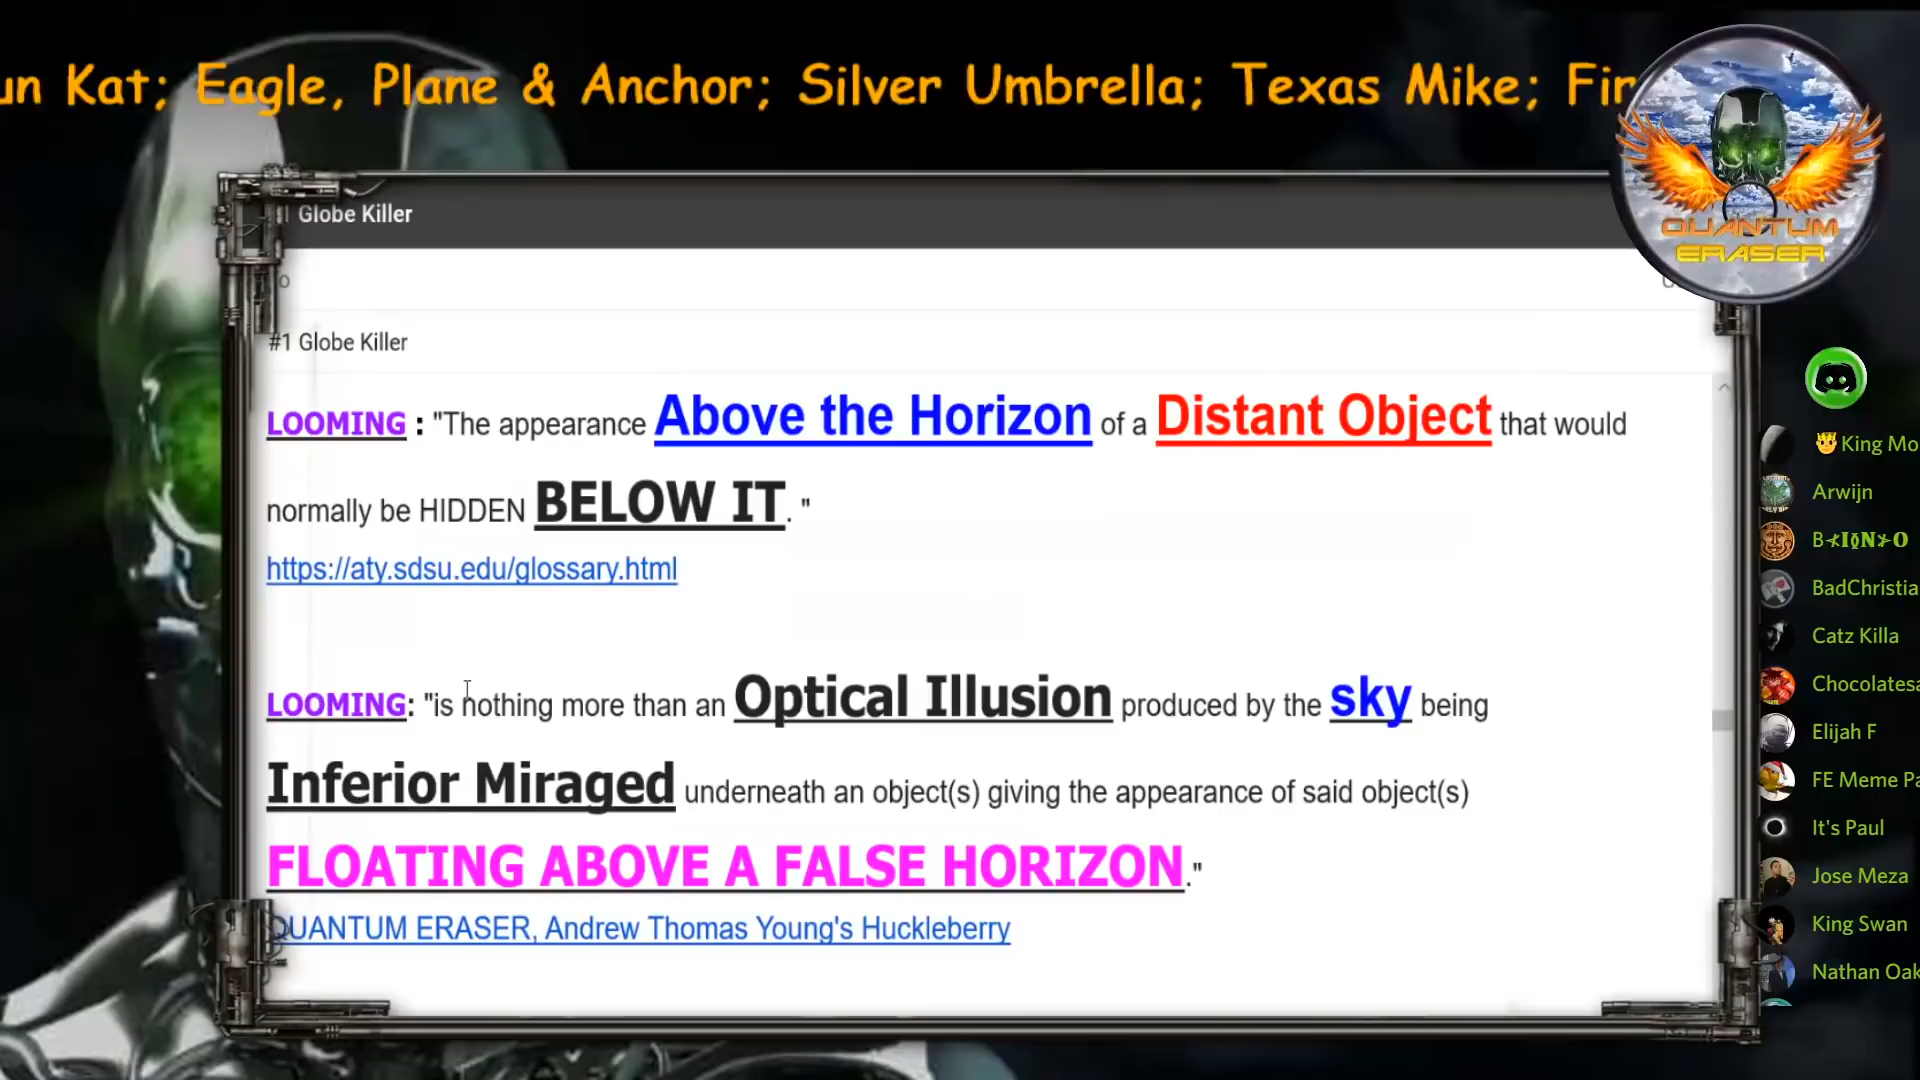 Kat; Eagle, Plane & Anchor; Silver Umbrella; Texas Mike;
QUANTUM
ERASER
Globe Killer
#1 Globe Killer
LOOMING : "The appearance Above the Horizon of a Distant Object that would
normally be HIDDEN BELOW IT. "
https://aty.sdsu.edu/glossary.html
LOOMING: "is nothing more than an Optical Illusion produced by the sky being
Inferior Miraged underneath an object(s) giving the appearance of said object(s)
FLOATING ABOVE A FALSE HORIZON."
QUANTUM ERASER, Andrew Thomas Young's Huckleberry
King Mo
Arwijn
BadChristia
Catz Killa
Chocolatesa
Elijah F
FE Meme Pa
It's Paul
Jose Meza
King Swan
Nathan Oak